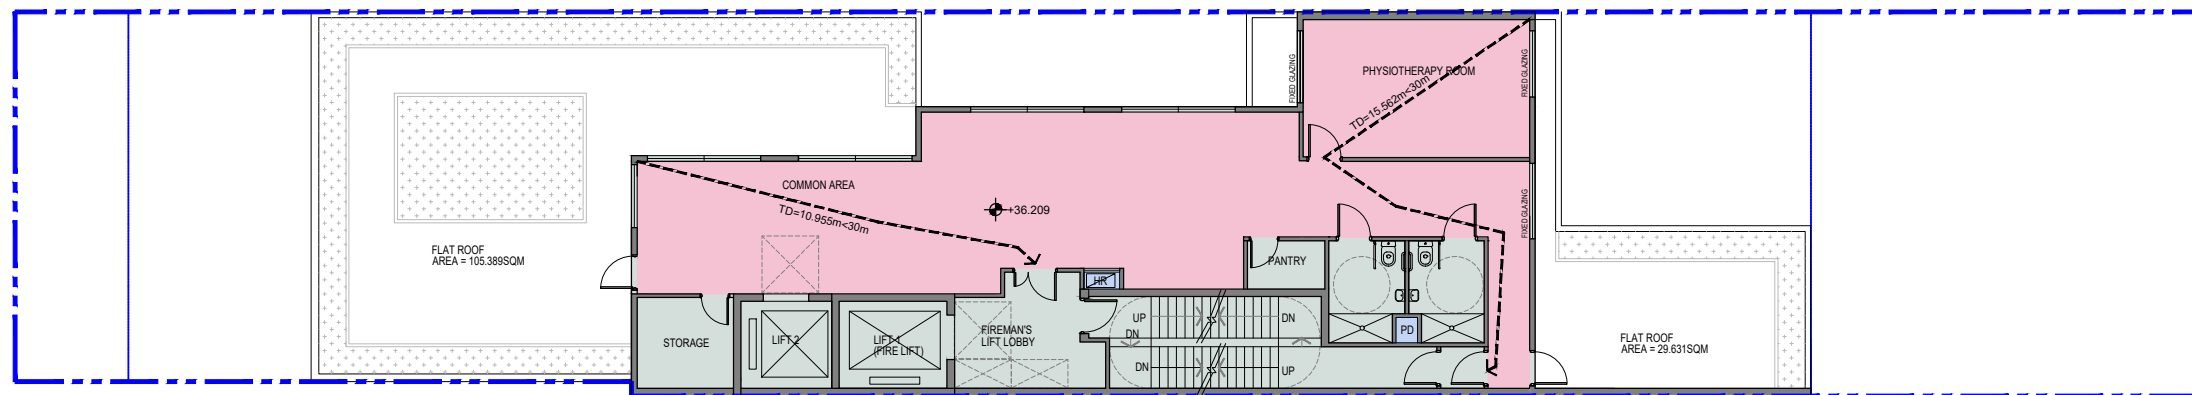 FIXED GLAZING
PHYSIOTHERAPY ROOM
FIXED GLAZING
TD=15.562m<30m
COMMON AREA
TD=10.955m<30m
+36.209
FIXED GLAZING
FLAT ROOF
AREA = 105.389SQM
PANTRY
HR
STORAGE
LIFT 2
LIFT 1
(FIRE LIFT)
FIREMAN'S
LIFT LOBBY
UP
DN
DN
DN
UP
PD
FLAT ROOF
AREA = 29.631SQM